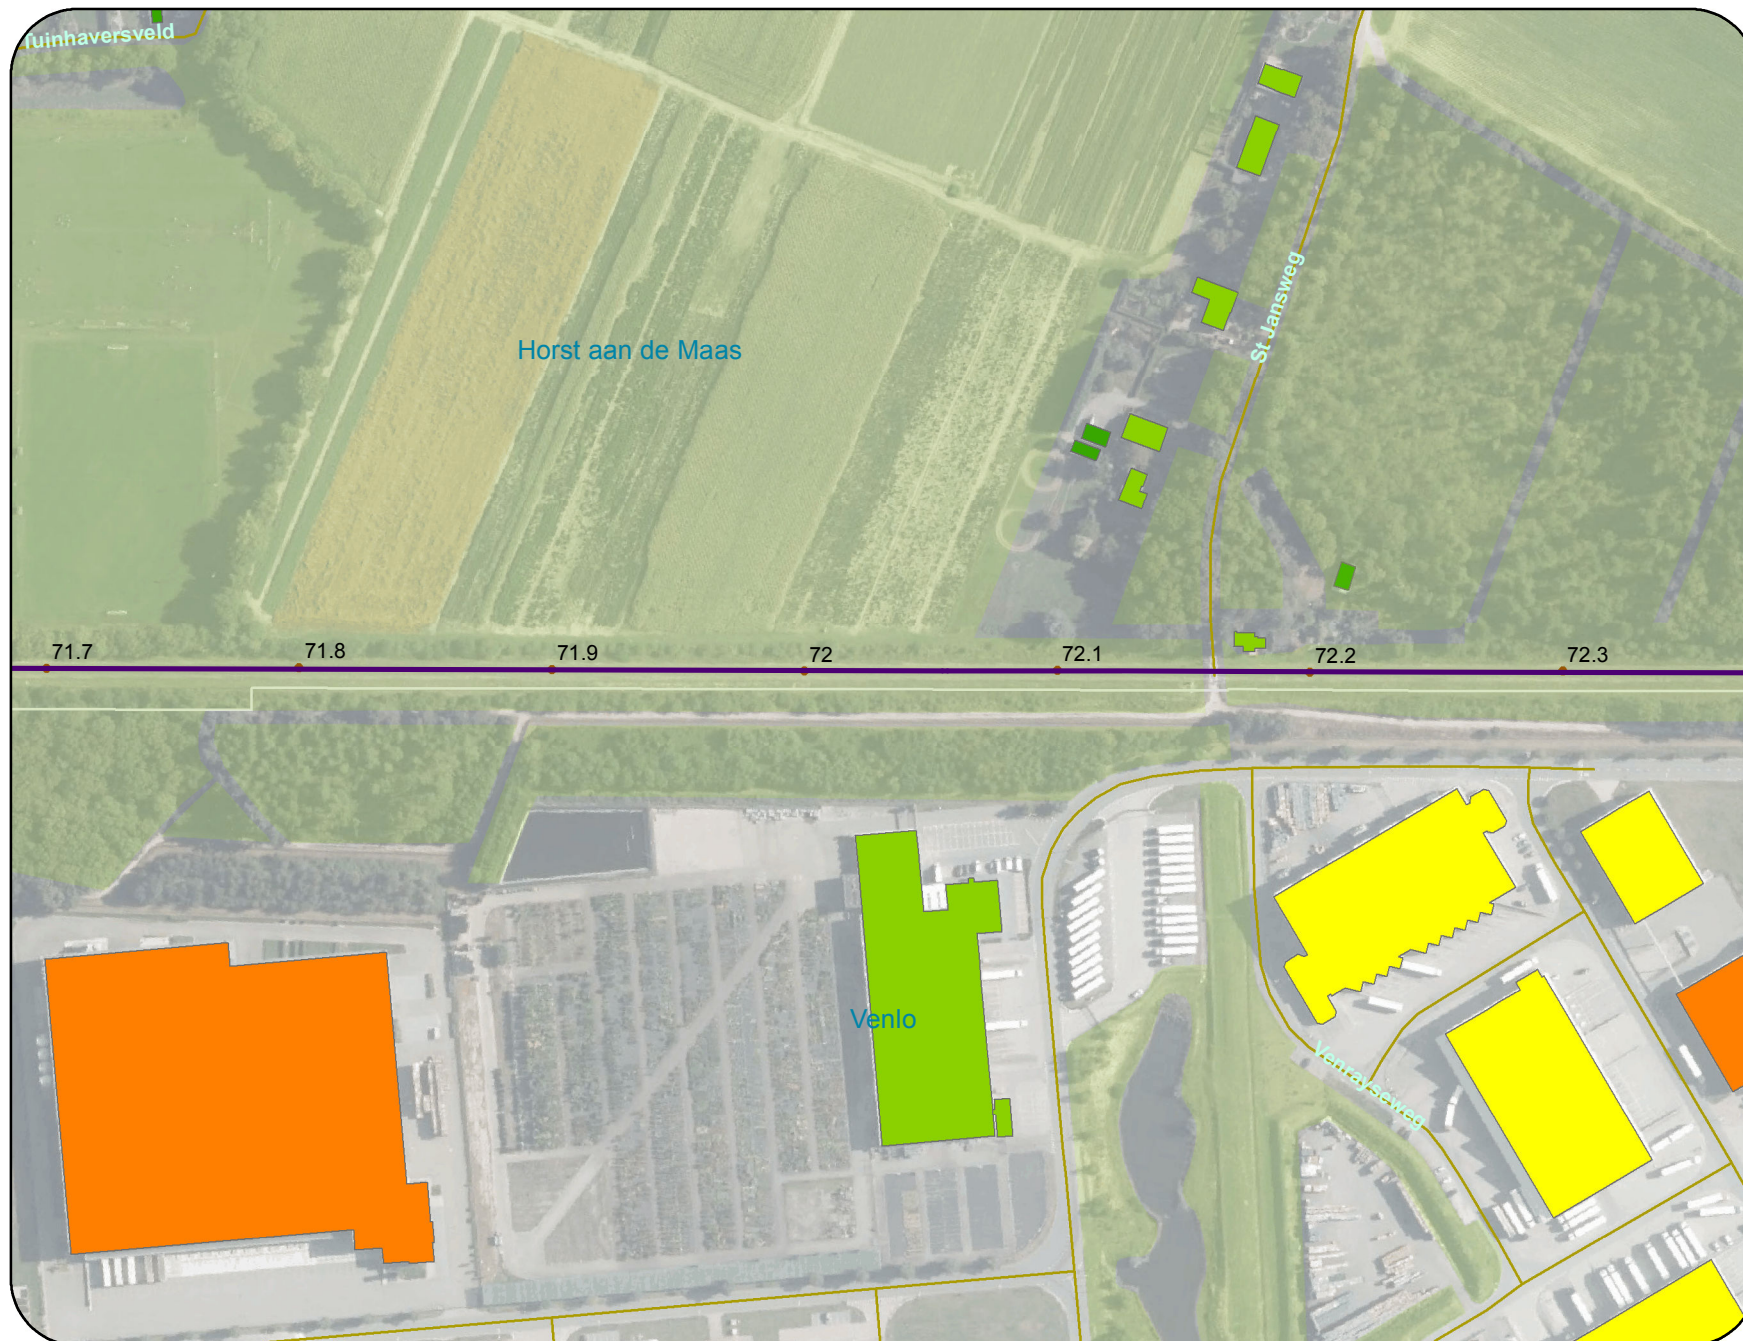 Tuinhaversveld
St Jansweg
Horst aan de Maas
71.7
71.8
71.9
72
72.1
72.2
72.3
Venlo
Venrayseweg